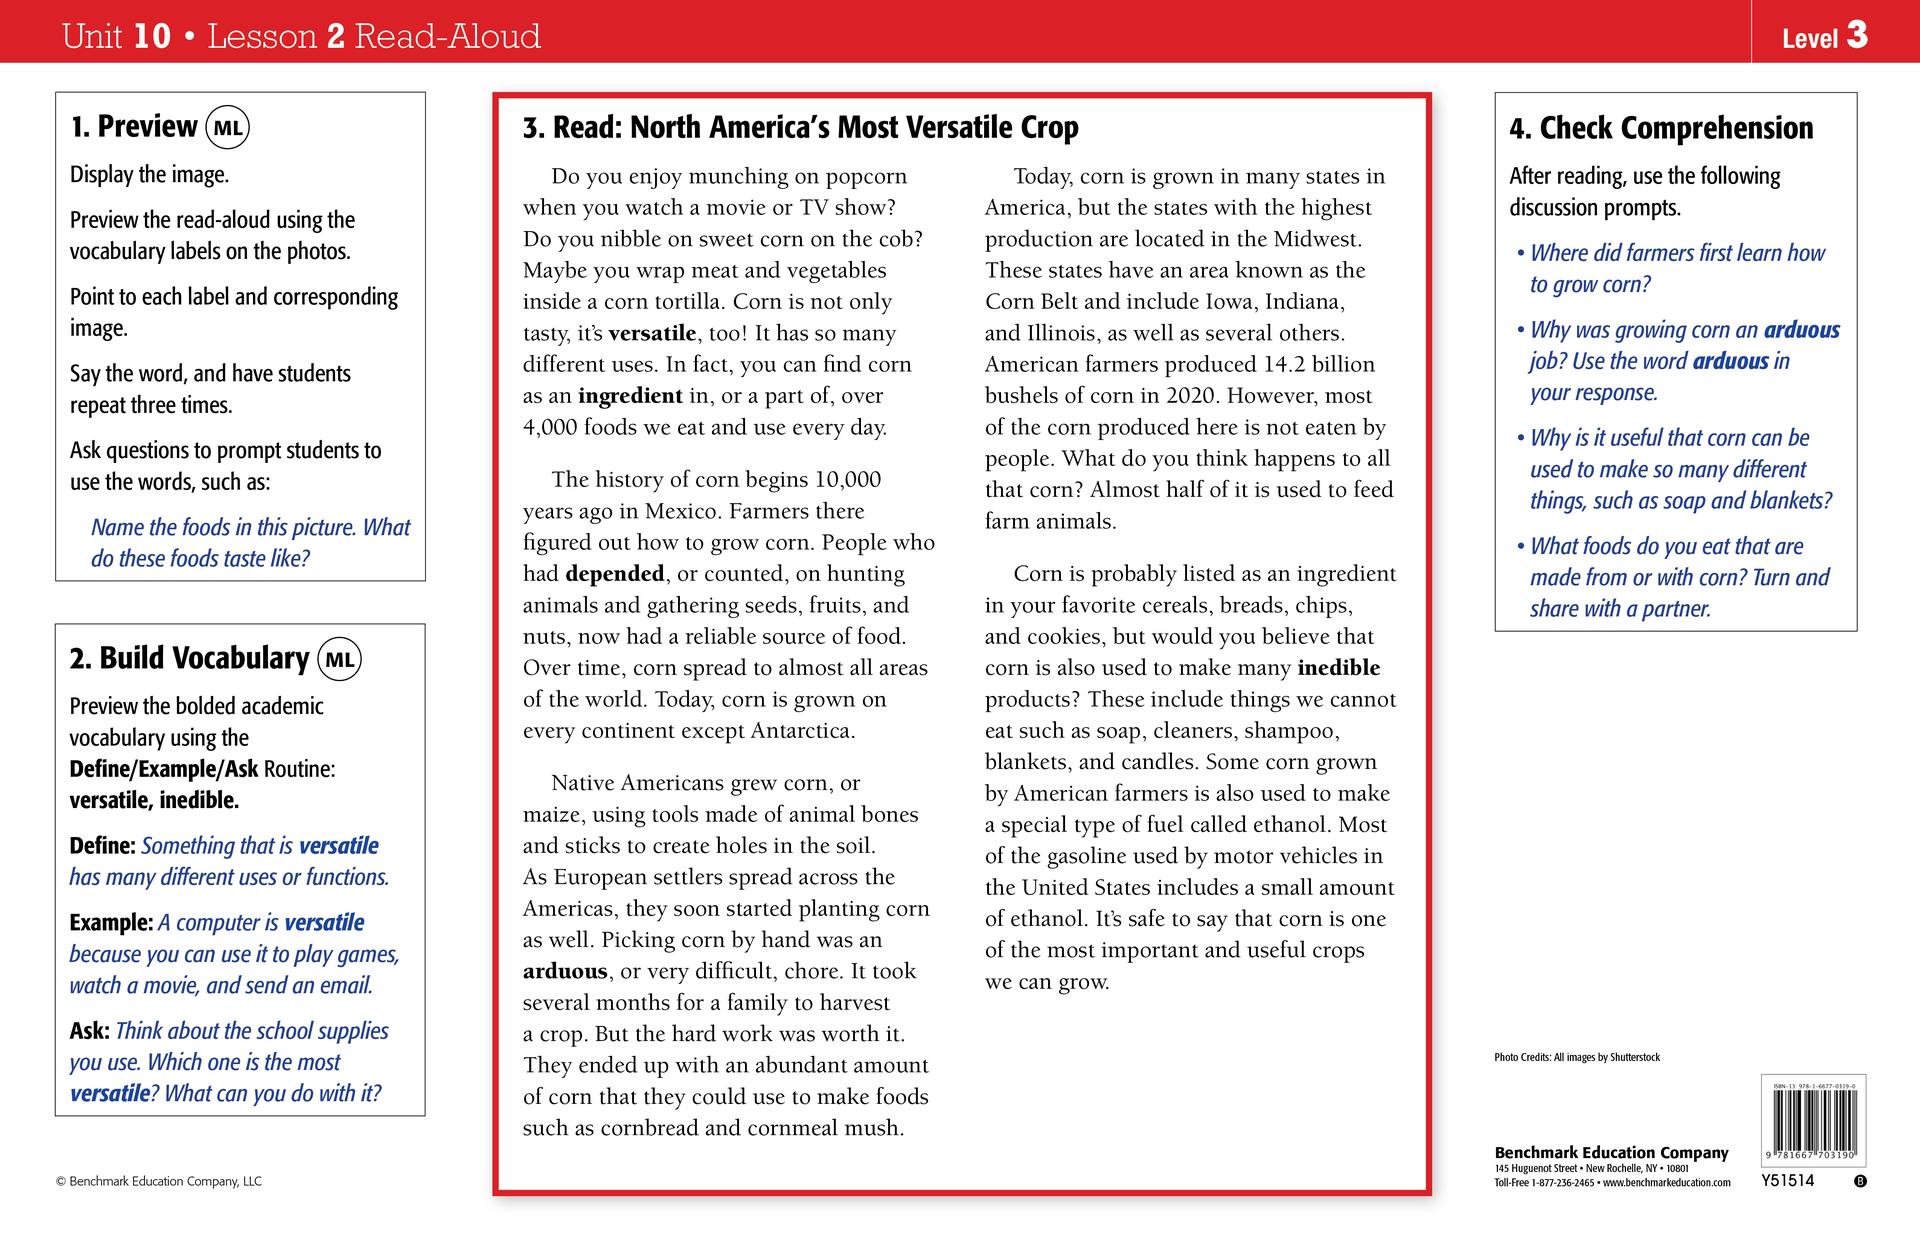 Unit 10 • Lesson 2 Read-Aloud
Level 3
1. Preview ML
Display the image.
Preview the read-aloud using the
vocabulary labels on the photos.
Point to each label and corresponding
image.
Say the word, and have students
repeat three times.
Ask questions to prompt students to
use the words, such as:
Name the foods in this picture. What
do these foods taste like?
2. Build Vocabulary ML
Preview the bolded academic
vocabulary using the
Define/Example/Ask Routine:
versatile, inedible.
Define: Something that is versatile
has many different uses or functions.
Example: A computer is versatile
because you can use it to play games,
watch a movie, and send an email.
Ask: Think about the school supplies
you use. Which one is the most
versatile? What can you do with it?
© Benchmark Education Company, LLC
3. Read: North America's Most Versatile Crop
Do you enjoy munching on popcorn
when you watch a movie or TV show?
Do you nibble on sweet corn on the cob?
Maybe you wrap meat and vegetables
inside a corn tortilla. Corn is not only
tasty, it's versatile, too! It has so many
different uses. In fact, you can find corn
as an ingredient in, or a part of, over
4,000 foods we eat and use every day.
The history of corn begins 10,000
years ago in Mexico. Farmers there
figured out how to grow corn. People who
had depended, or counted, on hunting
animals and gathering seeds, fruits, and
nuts, now had a reliable source of food.
Over time, corn spread to almost all areas
of the world. Today, corn is grown on
every continent except Antarctica.
Native Americans grew corn, or
maize, using tools made of animal bones
and sticks to create holes in the soil.
As European settlers spread across the
Americas, they soon started planting corn
as well. Picking corn by hand was an
arduous, or very difficult, chore. It took
several months for a family to harvest
a crop. But the hard work was worth it.
They ended up with an abundant amount
of corn that they could use to make foods
such as cornbread and cornmeal mush.
Today, corn is grown in many states in
America, but the states with the highest
production are located in the Midwest.
These states have an area known as the
Corn Belt and include Iowa, Indiana,
and Illinois, as well as several others.
American farmers produced 14.2 billion
bushels of corn in 2020. However, most
of the corn produced here is not eaten by
people. What do you think happens to all
that corn? Almost half of it is used to feed
farm animals.
Corn is probably listed as an ingredient
in your favorite cereals, breads, chips,
and cookies, but would you believe that
corn is also used to make many inedible
products? These include things we cannot
eat such as soap, cleaners, shampoo,
blankets, and candles. Some corn grown
by American farmers is also used to make
a special type of fuel called ethanol. Most
of the gasoline used by motor vehicles in
the United States includes a small amount
of ethanol. It's safe to say that corn is one
of the most important and useful crops
we can grow.
4. Check Comprehension
After reading, use the following
discussion prompts.
• Where did farmers first learn how
to grow corn?
• Why was growing corn an arduous
job? Use the word arduous in
your response.
• Why is it useful that corn can be
used to make so many different
things, such as soap and blankets?
• What foods do you eat that are
made from or with corn? Turn and
share with a partner.
Photo Credits: All images by Shutterstock
Benchmark Education Company
145 Huguenot Street • New Rochelle, NY • 10801
Toll-Free 1-877-236-2465 • www.benchmarkeducation.com
ISBN-13: 978-1-6677-0319-0
9 781667 703190
Y51514
B